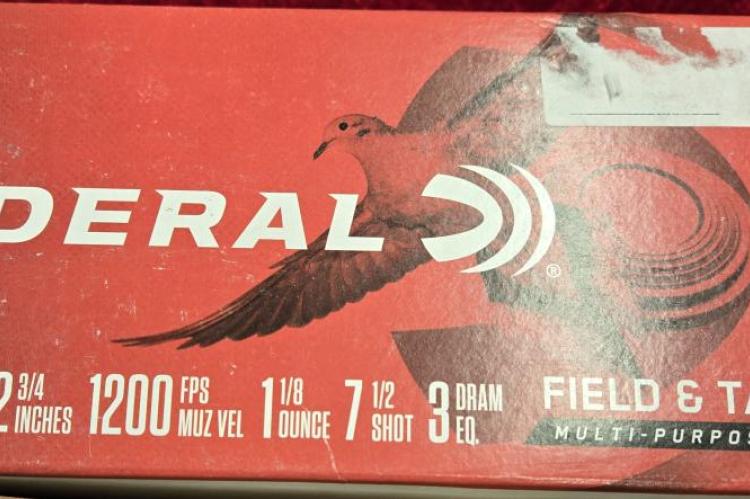 DERAL ®
2 3/4 INCHES 1200 FPS MUZ VEL 1 1/8 OUNCE 7 1/2 SHOT 3 DRAM EQ.
FIELD & TA
MULTI-PURPOS